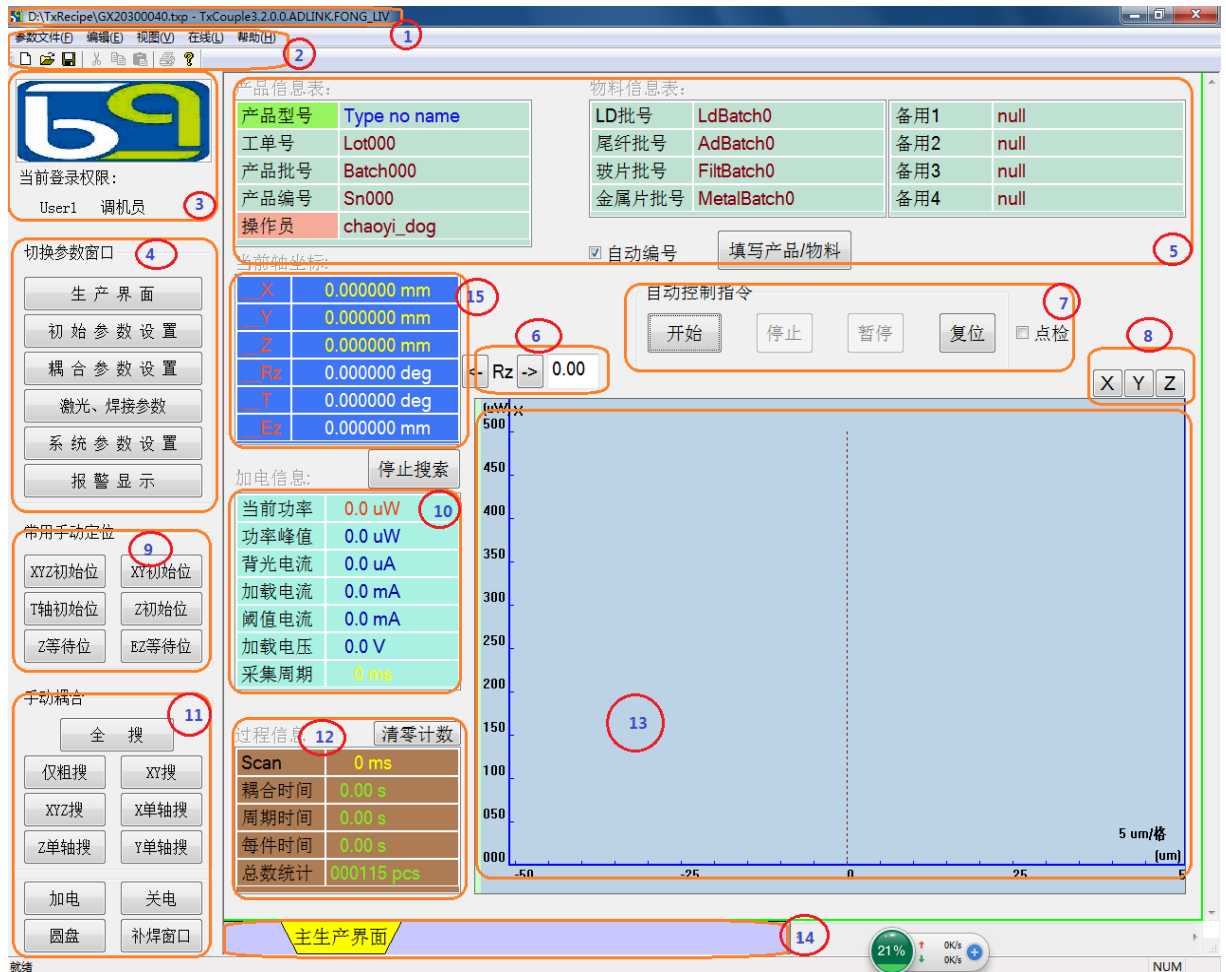 D:\TxRecipe\GX20300040.txp - TxCouple3.2.0.0.ADLINK.FONG_LIV
1
参数文件(F) 编辑(E) 视图(V) 在线(L) 帮助(H)
2
当前登录权限:
User1 调机员
3
切换参数窗口
4
生 产 界 面
初 始 参 数 设 置
耦 合 参 数 设 置
激光、焊接参数
系 统 参 数 设 置
报 警 显 示
常用手动定位
9
XYZ初始位 XY初始位
T轴初始位 Z初始位
Z等待位 EZ等待位
手动耦合
11
全 搜
仅粗搜 XY搜
XYZ搜 X单轴搜
Z单轴搜 Y单轴搜
加电 关电
圆盘 补焊窗口
产品信息表:
产品型号 Type no name
工单号 Lot000
产品批号 Batch000
产品编号 Sn000
操作员 chaoyi_dog
物料信息表:
LD批号 LdBatch0 备用1 null
尾纤批号 AdBatch0 备用2 null
玻片批号 FiltBatch0 备用3 null
金属片批号 MetalBatch0 备用4 null
自动编号 填写产品/物料
5
当前轴坐标:
__X 0.000000 mm
__Y 0.000000 mm
__Z 0.000000 mm
__Rz 0.000000 deg
__T 0.000000 deg
__Ez 0.000000 mm
15
6
<- Rz -> 0.00
自动控制指令
开始 停止 暂停 复位 点检
7
8
X Y Z
加电信息: 停止搜索
当前功率 0.0 uW
功率峰值 0.0 uW
背光电流 0.0 uA
加载电流 0.0 mA
阈值电流 0.0 mA
加载电压 0.0 V
采集周期 0 ms
10
过程信息 12 清零计数
Scan 0 ms
耦合时间 0.00 s
周期时间 0.00 s
每件时间 0.00 s
总数统计 000115 pcs
(uW) X
500
450
400
350
300
250
200
150
100
050
000
13
5 um/格
(um)
-50 -25 0 25 5
主生产界面
14
21% 0K/s
0K/s
就绪 NUM